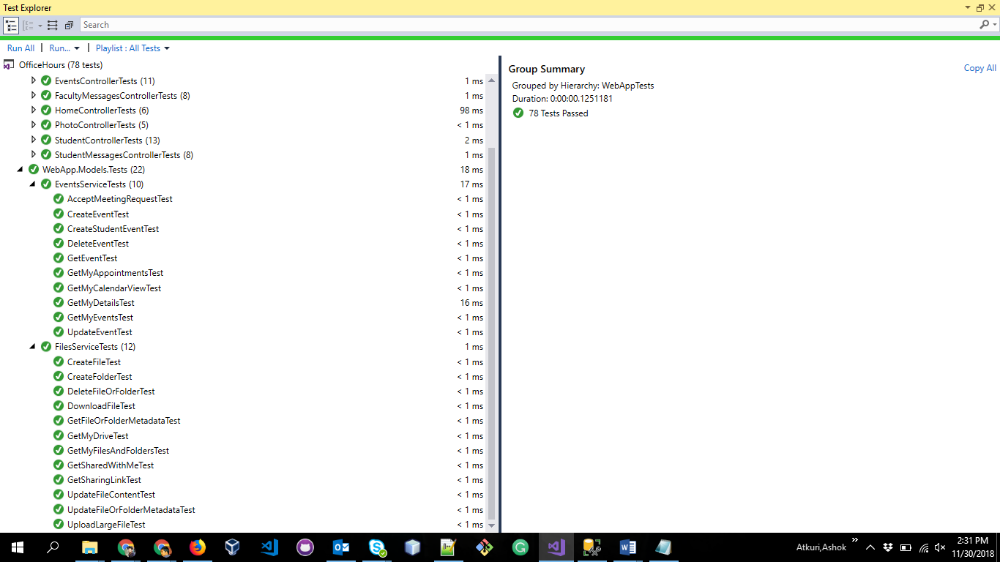 Test Explorer
Search
Run All | Run... | Playlist : All Tests
OfficeHours (78 tests)
EventsControllerTests (11) 1 ms
FacultyMessagesControllerTests (8) 1 ms
HomeControllerTests (6) 98 ms
PhotoControllerTests (5) < 1 ms
StudentControllerTests (13) 2 ms
StudentMessagesControllerTests (8) 1 ms
WebApp.Models.Tests (22) 18 ms
EventsServiceTests (10) 17 ms
AcceptMeetingRequestTest < 1 ms
CreateEventTest < 1 ms
CreateStudentEventTest < 1 ms
DeleteEventTest < 1 ms
GetEventTest < 1 ms
GetMyAppointmentsTest < 1 ms
GetMyCalendarViewTest < 1 ms
GetMyDetailsTest 16 ms
GetMyEventsTest < 1 ms
UpdateEventTest < 1 ms
FilesServiceTests (12) 1 ms
CreateFileTest < 1 ms
CreateFolderTest < 1 ms
DeleteFileOrFolderTest < 1 ms
DownloadFileTest < 1 ms
GetFileOrFolderMetadataTest < 1 ms
GetMyDriveTest < 1 ms
GetMyFilesAndFoldersTest < 1 ms
GetSharedWithMeTest < 1 ms
GetSharingLinkTest < 1 ms
UpdateFileContentTest < 1 ms
UpdateFileOrFolderMetadataTest < 1 ms
UploadLargeFileTest < 1 ms
Group Summary
Copy All
Grouped by Hierarchy: WebAppTests
Duration: 0:00:00.1251181
78 Tests Passed
Atkuri,Ashok
2:31 PM
11/30/2018